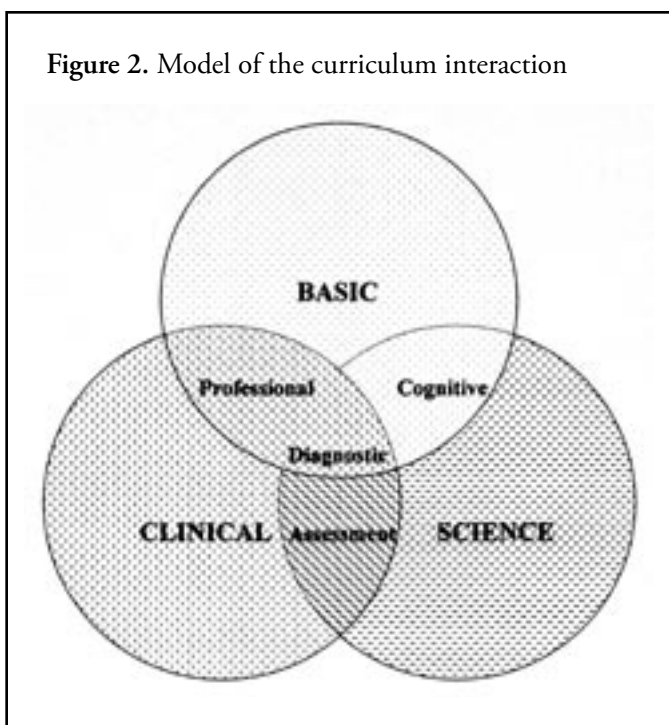 Figure 2. Model of the curriculum interaction
BASIC
Professional
Cognitive
Diagnostic
CLINICAL
Assessment
SCIENCE